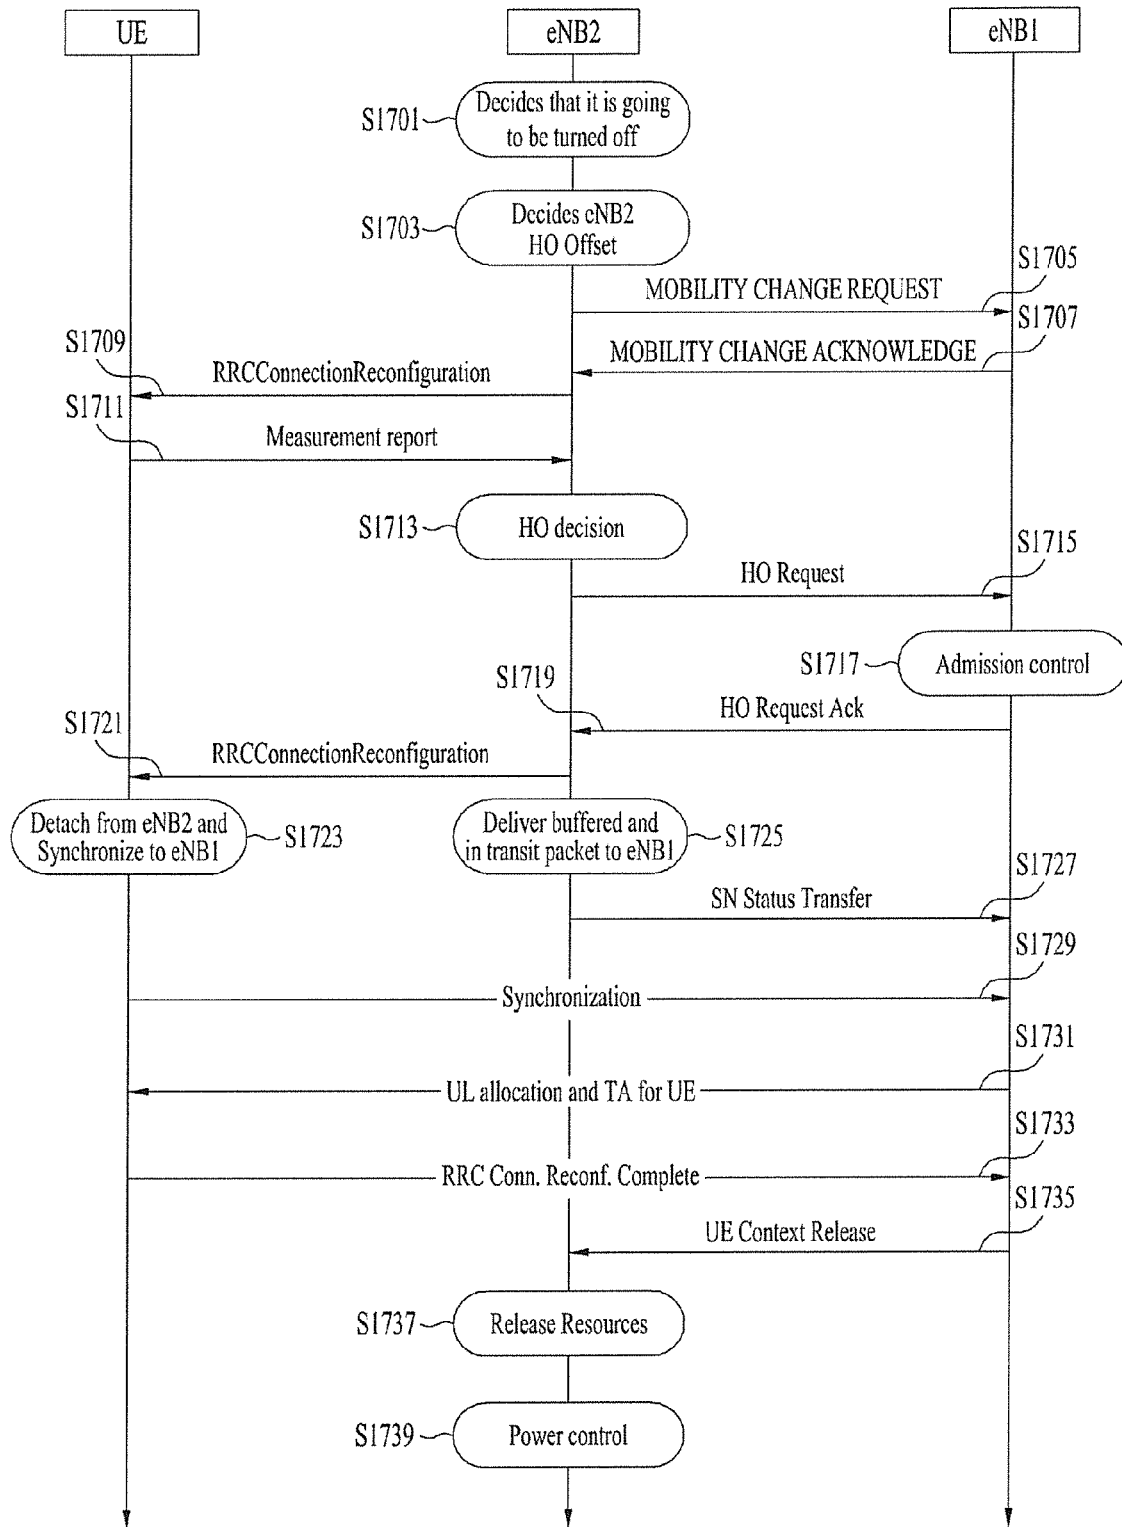 UE
eNB2
eNB1
S1701
Decides that it is going
to be turned off
S1703
Decides eNB2
HO Offset
S1705
MOBILITY CHANGE REQUEST
S1707
MOBILITY CHANGE ACKNOWLEDGE
S1709
RRCConnectionReconfiguration
S1711
Measurement report
S1713
HO decision
S1715
HO Request
S1717
Admission control
S1719
HO Request Ack
S1721
RRCConnectionReconfiguration
Detach from eNB2 and
Synchronize to eNB1
S1723
Deliver buffered and
in transit packet to eNB1
S1725
S1727
SN Status Transfer
S1729
Synchronization
S1731
UL allocation and TA for UE
S1733
RRC Conn. Reconf. Complete
S1735
UE Context Release
S1737
Release Resources
S1739
Power control